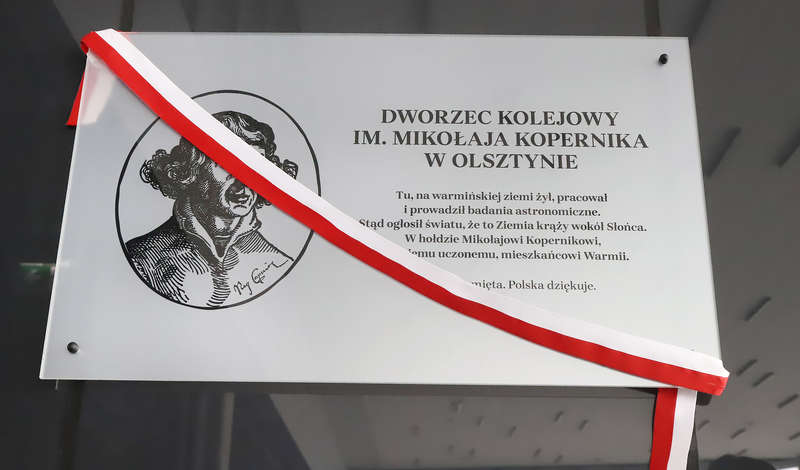 DWORZEC KOLEJOWY
IM. MIKOŁAJA KOPERNIKA
W OLSZTYNIE
Tu, na warmińskiej ziemi żył, pracował
i prowadził badania astronomiczne.
Stąd ogłosił światu, że to Ziemia krąży wokół Słońca.
W hołdzie Mikołajowi Kopernikowi,
uczonemu, mieszkańcowi Warmii.
Polska dziękuje.